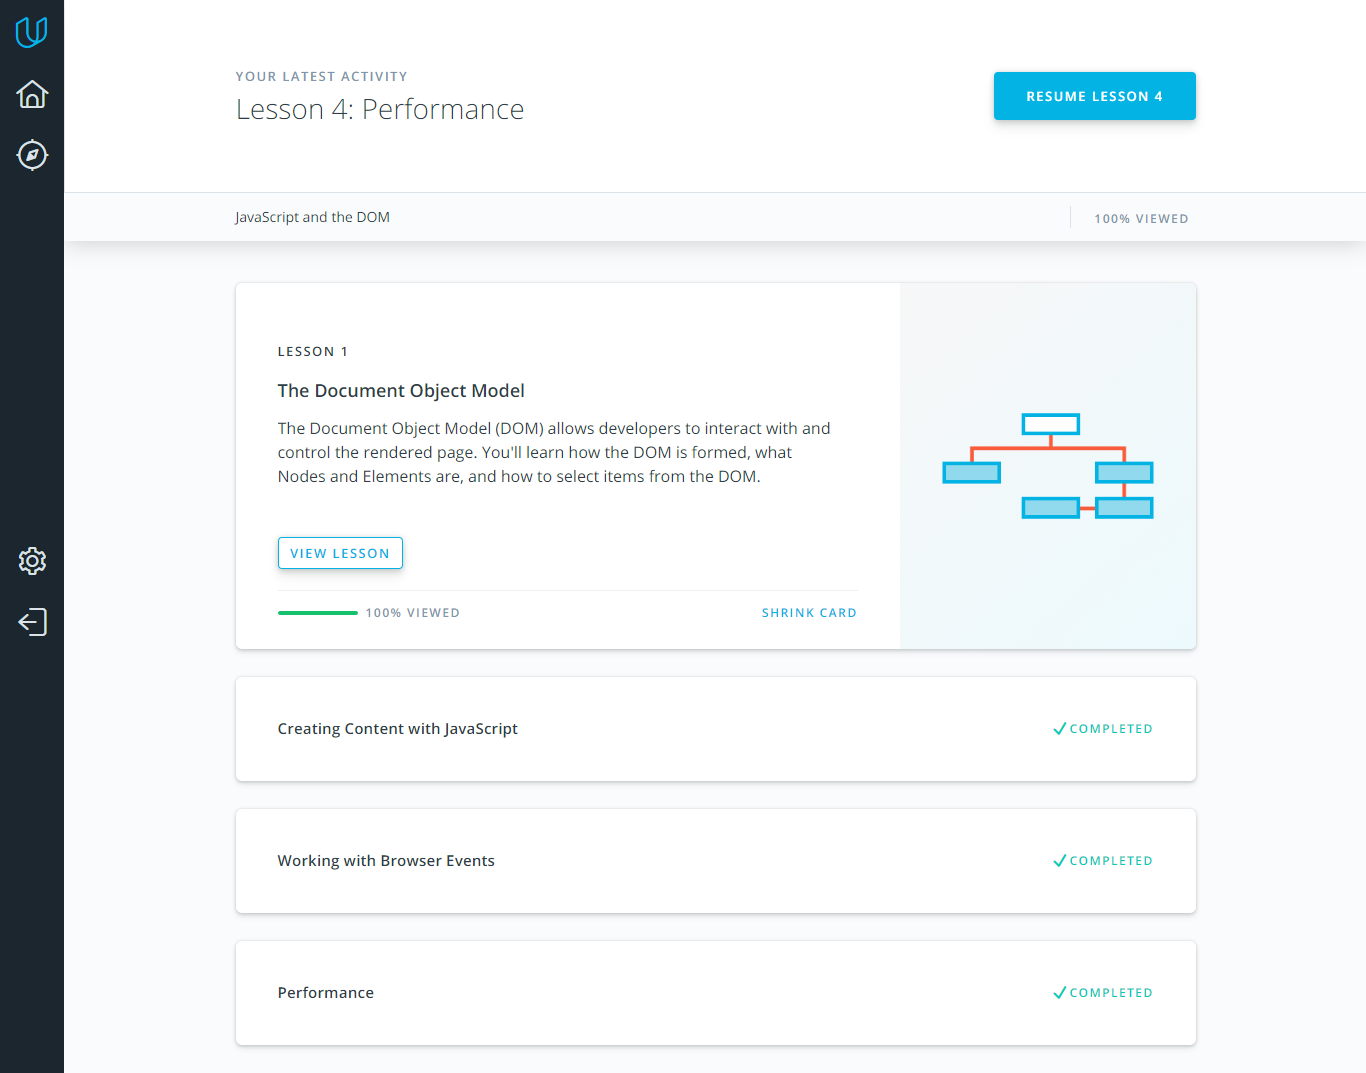 YOUR LATEST ACTIVITY
Lesson 4: Performance
RESUME LESSON 4
JavaScript and the DOM
100% VIEWED
LESSON 1
The Document Object Model
The Document Object Model (DOM) allows developers to interact with and
control the rendered page. You'll learn how the DOM is formed, what
Nodes and Elements are, and how to select items from the DOM.
VIEW LESSON
100% VIEWED
SHRINK CARD
Creating Content with JavaScript
COMPLETED
Working with Browser Events
COMPLETED
Performance
COMPLETED